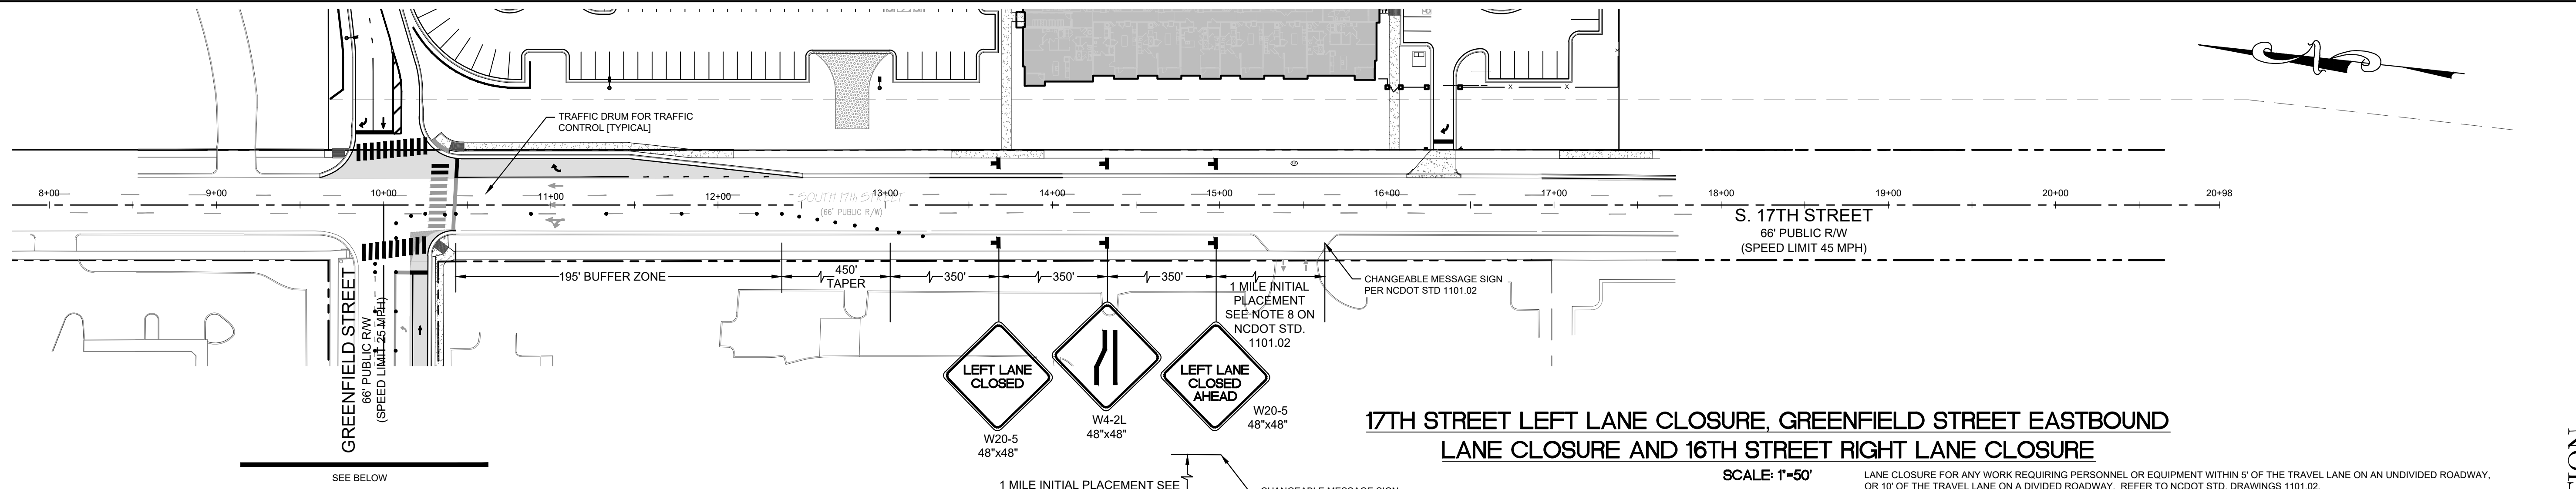 TRAFFIC DRUM FOR TRAFFIC
CONTROL [TYPICAL]
8+00
9+00
10+00
11+00
12+00
13+00
14+00
15+00
16+00
17+00
18+00
19+00
20+00
20+98
SOUTH 17th STREET
(66' PUBLIC R/W)
S. 17TH STREET
66' PUBLIC R/W
(SPEED LIMIT 45 MPH)
GREENFIELD STREET
66' PUBLIC R/W
(SPEED LIMIT 25 MPH)
195' BUFFER ZONE
450'
TAPER
350'
350'
350'
1 MILE INITIAL
PLACEMENT
SEE NOTE 8 ON
NCDOT STD.
1101.02
CHANGEABLE MESSAGE SIGN
PER NCDOT STD 1101.02
LEFT LANE
CLOSED
W20-5
48"x48"
W4-2L
48"x48"
LEFT LANE
CLOSED
AHEAD
W20-5
48"x48"
SEE BELOW
17TH STREET LEFT LANE CLOSURE, GREENFIELD STREET EASTBOUND
LANE CLOSURE AND 16TH STREET RIGHT LANE CLOSURE
SCALE: 1"=50'
LANE CLOSURE FOR ANY WORK REQUIRING PERSONNEL OR EQUIPMENT WITHIN 5' OF THE TRAVEL LANE ON AN UNDIVIDED ROADWAY,
OR 10' OF THE TRAVEL LANE ON A DIVIDED ROADWAY. REFER TO NCDOT STD. DRAWINGS 1101.02.
1 MILE INITIAL PLACEMENT SEE
CHANGEABLE MESSAGE SIGN